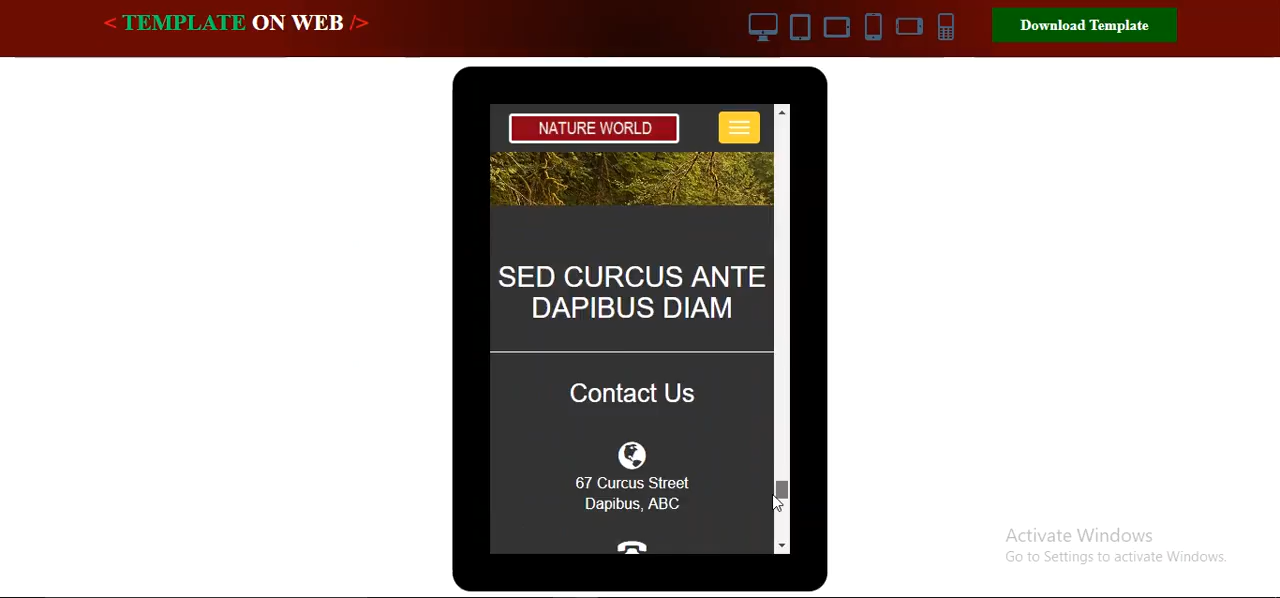 < TEMPLATE ON WEB />
Download Template
NATURE WORLD
SED CURCUS ANTE
DAPIBUS DIAM
Contact Us
67 Curcus Street
Dapibus, ABC
Activate Windows
Go to Settings to activate Windows.